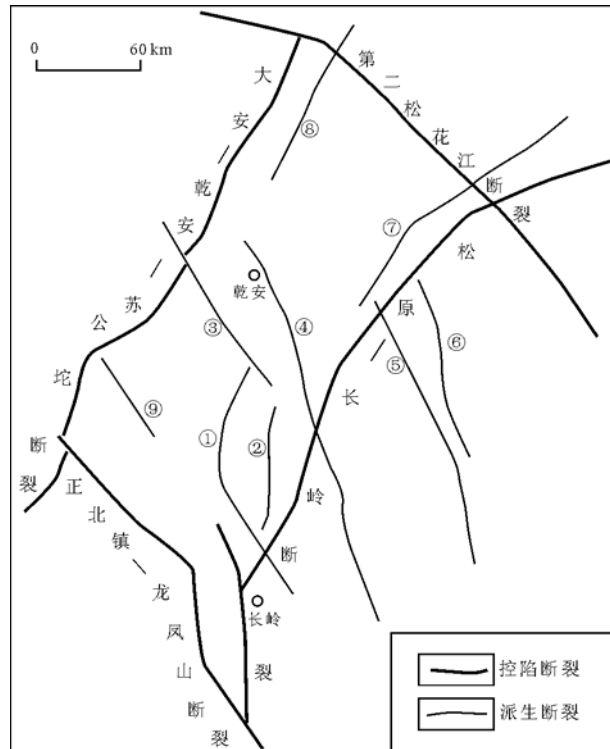 0 60 km
第二松花江断裂
大安—乾安—苏公坨断裂
松原—长岭断裂
正北镇—龙凤山断裂
乾安
长岭
①
②
③
④
⑤
⑥
⑦
⑧
⑨
控陷断裂
派生断裂